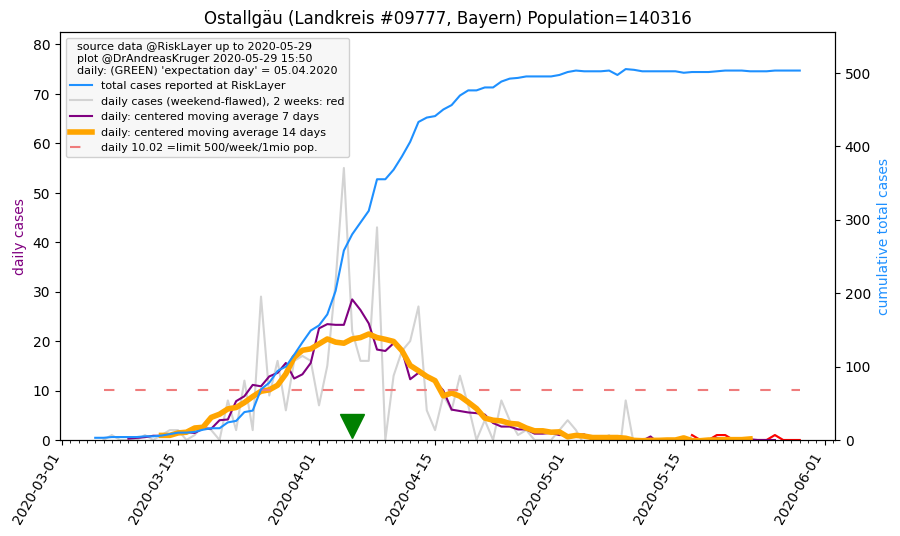 Ostallgäu (Landkreis #09777, Bayern) Population=140316
source data @RiskLayer up to 2020-05-29
plot @DrAndreasKruger 2020-05-29 15:50
daily: (GREEN) 'expectation day' = 05.04.2020
total cases reported at RiskLayer
daily cases (weekend-flawed), 2 weeks: red
daily: centered moving average 7 days
daily: centered moving average 14 days
daily 10.02 =limit 500/week/1mio pop.
daily cases
80
70
60
50
40
30
20
10
0
cumulative total cases
500
400
300
200
100
0
2020-03-01
2020-03-15
2020-04-01
2020-04-15
2020-05-01
2020-05-15
2020-06-01